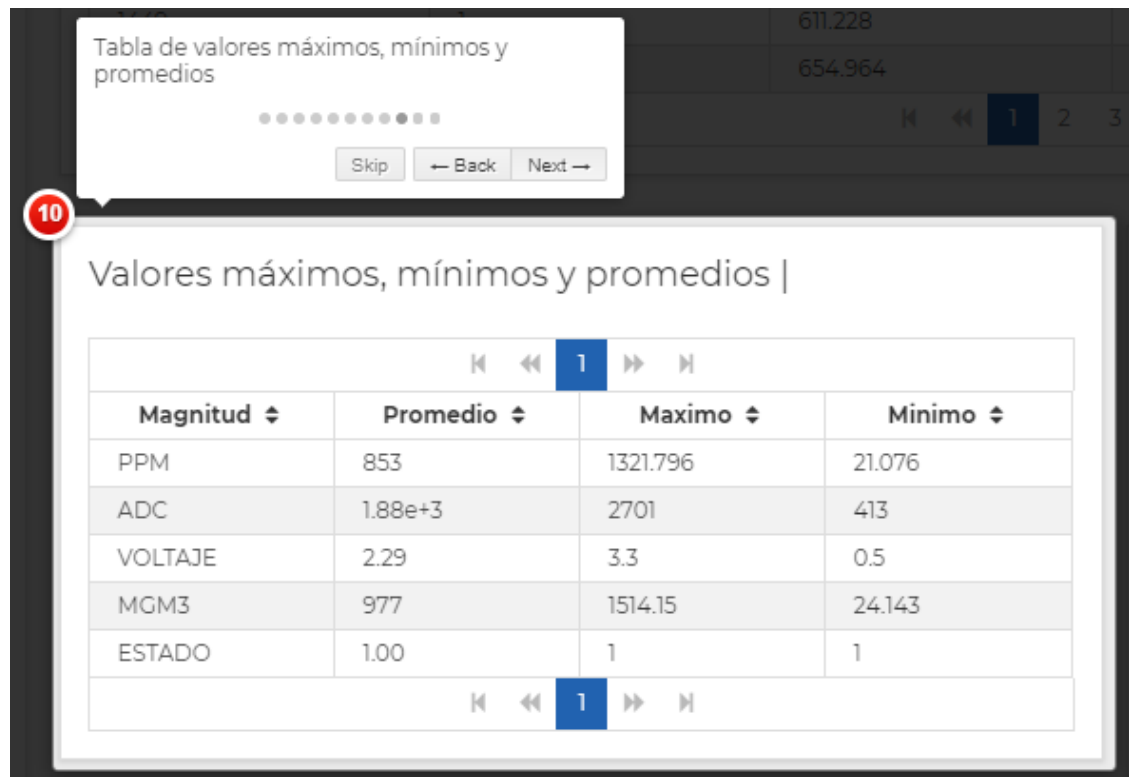 611.228
Tabla de valores máximos, mínimos y
promedios
654.964
1 2 3
Skip ← Back Next →
10
Valores máximos, mínimos y promedios |
1
Magnitud Promedio Maximo Minimo
PPM 853 1321.796 21.076
ADC 1.88e+3 2701 413
VOLTAJE 2.29 3.3 0.5
MGM3 977 1514.15 24.143
ESTADO 1.00 1 1
1